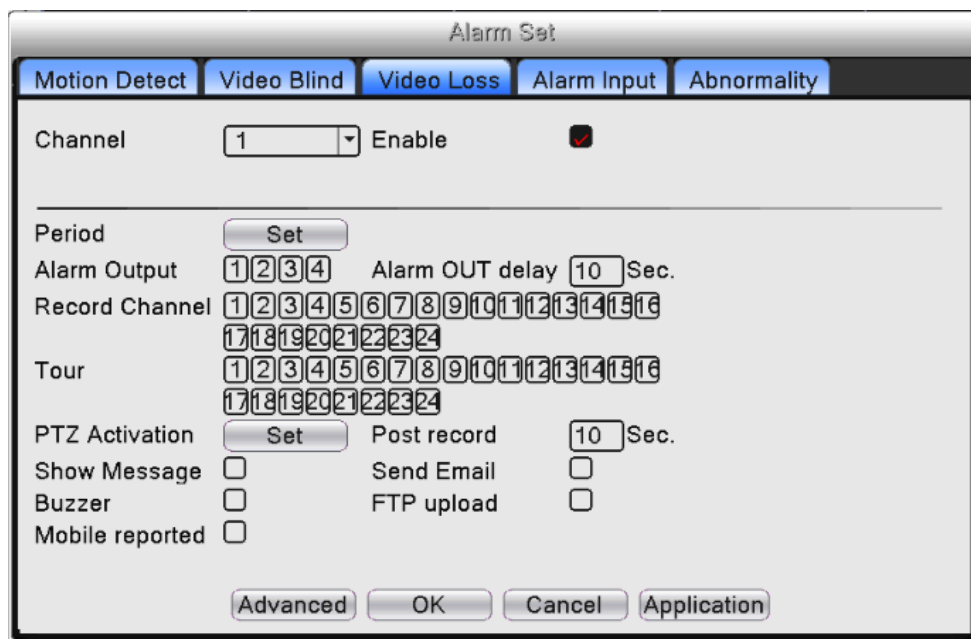 Alarm Set
Motion Detect Video Blind Video Loss Alarm Input Abnormality
Channel 1 Enable
Period Set
Alarm Output 1 2 3 4 Alarm OUT delay 10 Sec.
Record Channel 1 2 3 4 5 6 7 8 9 10 11 12 13 14 15 16
17 18 19 20 21 22 23 24
Tour 1 2 3 4 5 6 7 8 9 10 11 12 13 14 15 16
17 18 19 20 21 22 23 24
PTZ Activation Set Post record 10 Sec.
Show Message Send Email
Buzzer FTP upload
Mobile reported
Advanced OK Cancel Application